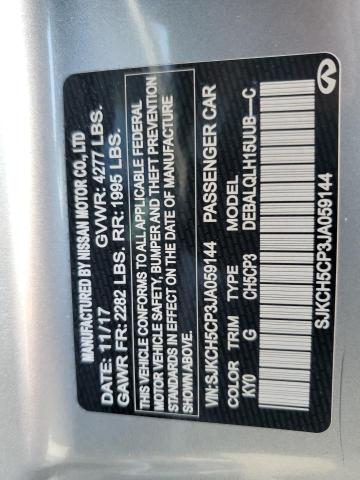 MANUFACTURED BY NISSAN MOTOR CO., LTD
DATE: 11/17 GVWR: 4277 LBS.
GAWR FR: 2282 LBS. RR: 1995 LBS.
THIS VEHICLE CONFORMS TO ALL APPLICABLE FEDERAL
MOTOR VEHICLE SAFETY, BUMPER AND THEFT PREVENTION
STANDARDS IN EFFECT ON THE DATE OF MANUFACTURE
SHOWN ABOVE.
VIN: SJKCH5CP3JA059144 PASSENGER CAR
COLOR TRIM TYPE MODEL
KY0 G CH5CP3 DEBALQLH15UUB--C
SJKCH5CP3JA059144